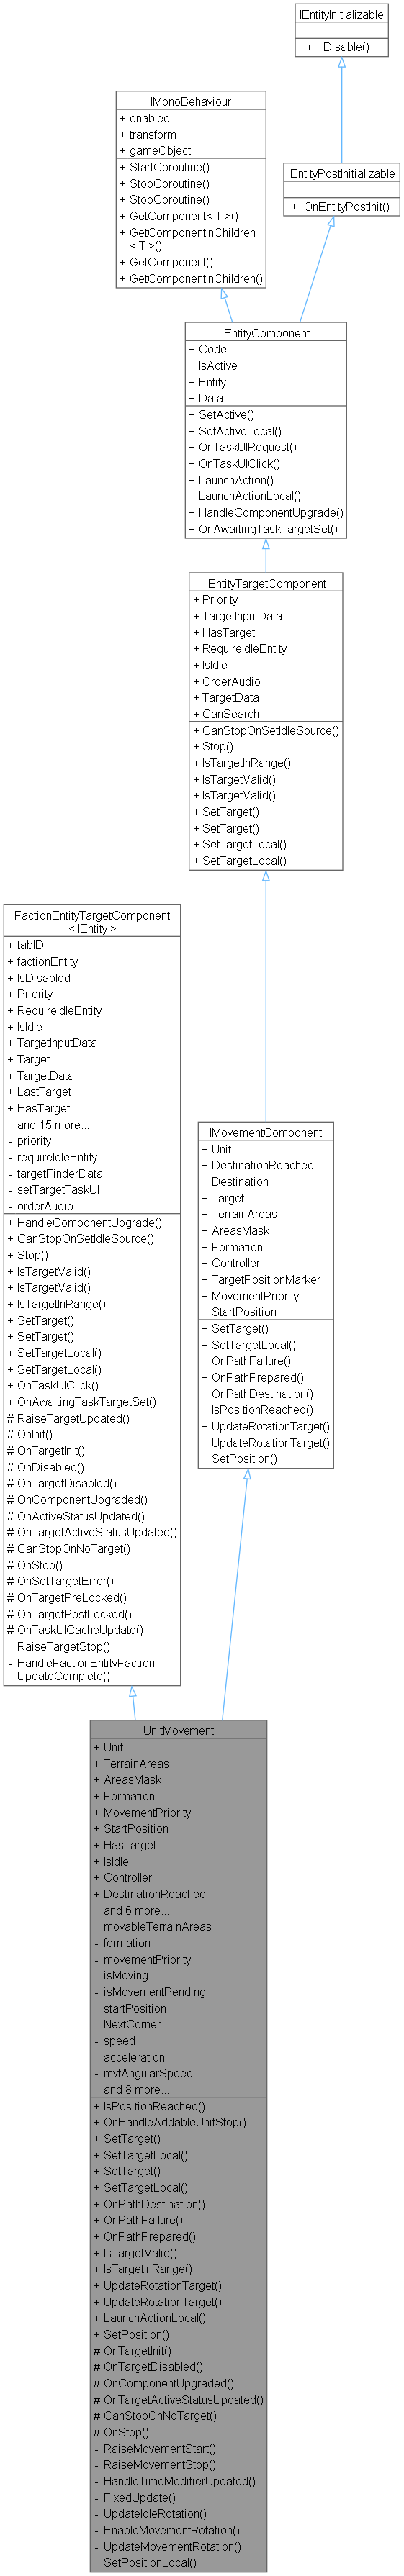 IEntityInitializable
+ Disable()
IMonoBehaviour
+ enabled
+ transform
+ gameObject
+ StartCoroutine()
+ StopCoroutine()
+ StopCoroutine()
+ GetComponent< T >()
+ GetComponentInChildren
< T >()
+ GetComponent()
+ GetComponentInChildren()
IEntityPostInitializable
+ OnEntityPostInit()
IEntityComponent
+ Code
+ IsActive
+ Entity
+ Data
+ SetActive()
+ SetActiveLocal()
+ OnTaskUIRequest()
+ OnTaskUIClick()
+ LaunchAction()
+ LaunchActionLocal()
+ HandleComponentUpgrade()
+ OnAwaitingTaskTargetSet()
IEntityTargetComponent
+ Priority
+ TargetInputData
+ HasTarget
+ RequireIdleEntity
+ IsIdle
+ OrderAudio
+ TargetData
+ CanSearch
+ CanStopOnSetIdleSource()
+ Stop()
+ IsTargetInRange()
+ IsTargetValid()
+ IsTargetValid()
+ SetTarget()
+ SetTarget()
+ SetTargetLocal()
+ SetTargetLocal()
FactionEntityTargetComponent
< IEntity >
+ tabID
+ factionEntity
+ IsDisabled
+ Priority
+ RequireIdleEntity
+ IsIdle
+ TargetInputData
+ Target
+ TargetData
+ LastTarget
+ HasTarget
and 15 more...
- priority
- requireIdleEntity
- targetFinderData
- setTargetTaskUI
- orderAudio
+ HandleComponentUpgrade()
+ CanStopOnSetIdleSource()
+ Stop()
+ IsTargetValid()
+ IsTargetValid()
+ IsTargetInRange()
+ SetTarget()
+ SetTarget()
+ SetTargetLocal()
+ SetTargetLocal()
+ OnTaskUIClick()
+ OnAwaitingTaskTargetSet()
# RaiseTargetUpdated()
# OnInit()
# OnTargetInit()
# OnDisabled()
# OnTargetDisabled()
# OnComponentUpgraded()
# OnActiveStatusUpdated()
# OnTargetActiveStatusUpdated()
# CanStopOnNoTarget()
# OnStop()
# OnSetTargetError()
# OnTargetPreLocked()
# OnTargetPostLocked()
# OnTaskUICacheUpdate()
- RaiseTargetStop()
- HandleFactionEntityFaction
UpdateComplete()
IMovementComponent
+ Unit
+ DestinationReached
+ Destination
+ Target
+ TerrainAreas
+ AreasMask
+ Formation
+ Controller
+ TargetPositionMarker
+ MovementPriority
+ StartPosition
+ SetTarget()
+ SetTargetLocal()
+ OnPathFailure()
+ OnPathPrepared()
+ OnPathDestination()
+ IsPositionReached()
+ UpdateRotationTarget()
+ UpdateRotationTarget()
+ SetPosition()
UnitMovement
+ Unit
+ TerrainAreas
+ AreasMask
+ Formation
+ MovementPriority
+ StartPosition
+ HasTarget
+ IsIdle
+ Controller
+ DestinationReached
and 6 more...
- movableTerrainAreas
- formation
- movementPriority
- isMoving
- isMovementPending
- startPosition
- NextCorner
- speed
- acceleration
- mvtAngularSpeed
and 8 more...
+ IsPositionReached()
+ OnHandleAddableUnitStop()
+ SetTarget()
+ SetTargetLocal()
+ SetTarget()
+ SetTargetLocal()
+ OnPathDestination()
+ OnPathFailure()
+ OnPathPrepared()
+ IsTargetValid()
+ IsTargetInRange()
+ UpdateRotationTarget()
+ UpdateRotationTarget()
+ LaunchActionLocal()
+ SetPosition()
# OnTargetInit()
# OnTargetDisabled()
# OnComponentUpgraded()
# OnTargetActiveStatusUpdated()
# CanStopOnNoTarget()
# OnStop()
- RaiseMovementStart()
- RaiseMovementStop()
- HandleTimeModifierUpdated()
- FixedUpdate()
- UpdateIdleRotation()
- EnableMovementRotation()
- UpdateMovementRotation()
- SetPositionLocal()